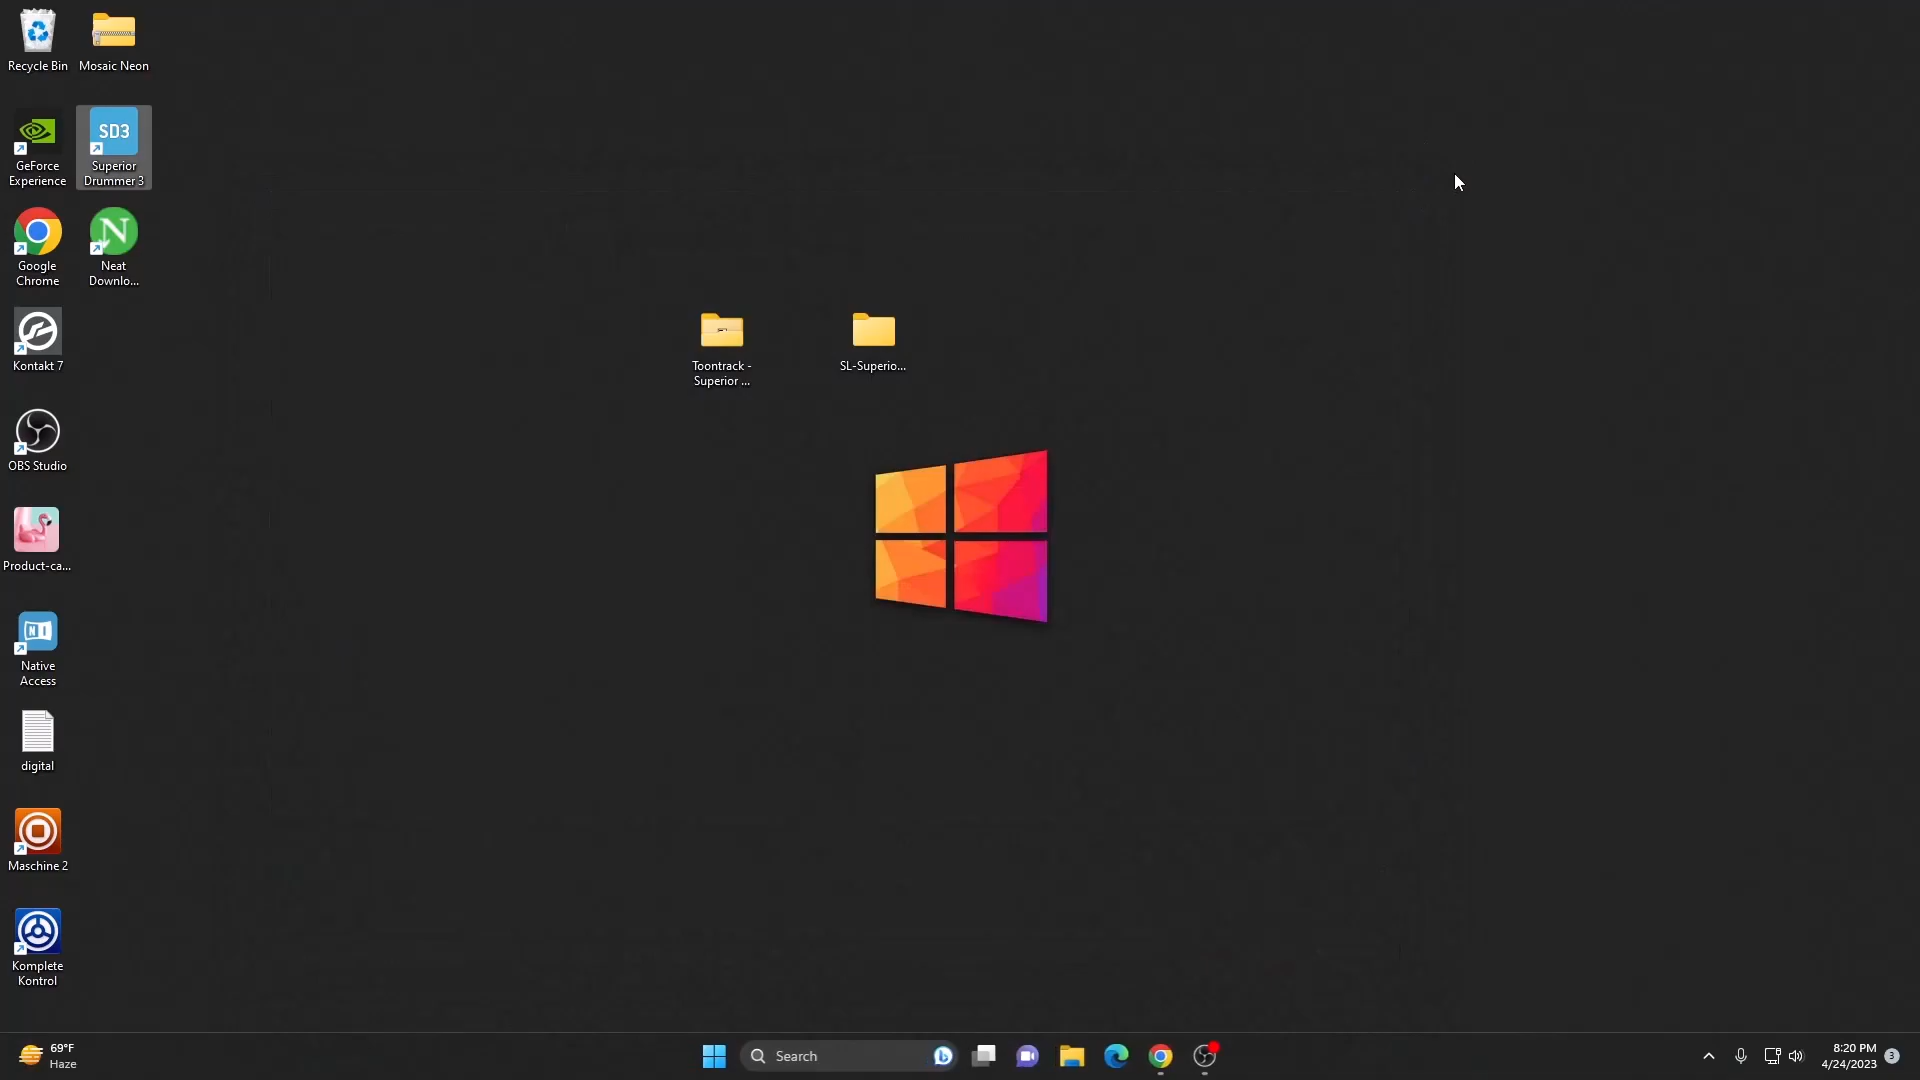 Recycle Bin
Mosaic Neon
GeForce
Experience
SD3
Superior
Drummer 3
Google
Chrome
N
Neat
Downlo...
Kontakt 7
OBS Studio
Product-ca...
NI
Native
Access
digital
Maschine 2
Komplete
Kontrol
Toontrack -
Superior ...
SL-Superio...
69°F
Haze
Search
8:20 PM
4/24/2023
3